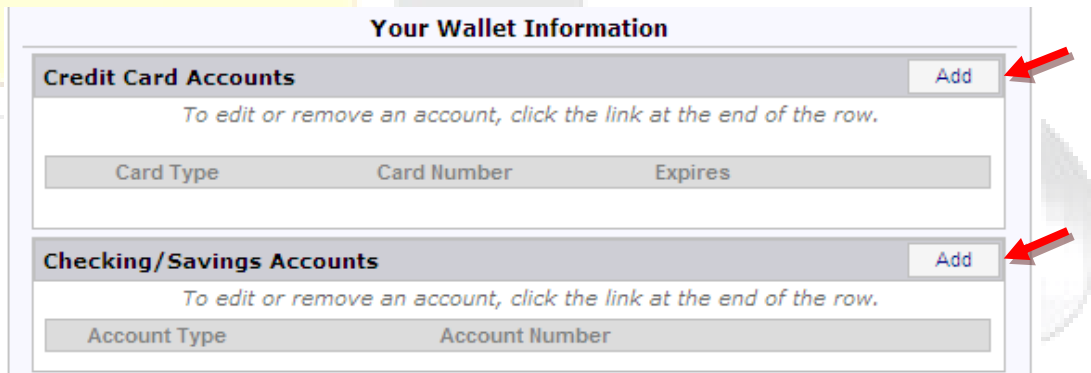 Your Wallet Information
Credit Card Accounts Add
To edit or remove an account, click the link at the end of the row.
Card Type Card Number Expires
Checking/Savings Accounts Add
To edit or remove an account, click the link at the end of the row.
Account Type Account Number